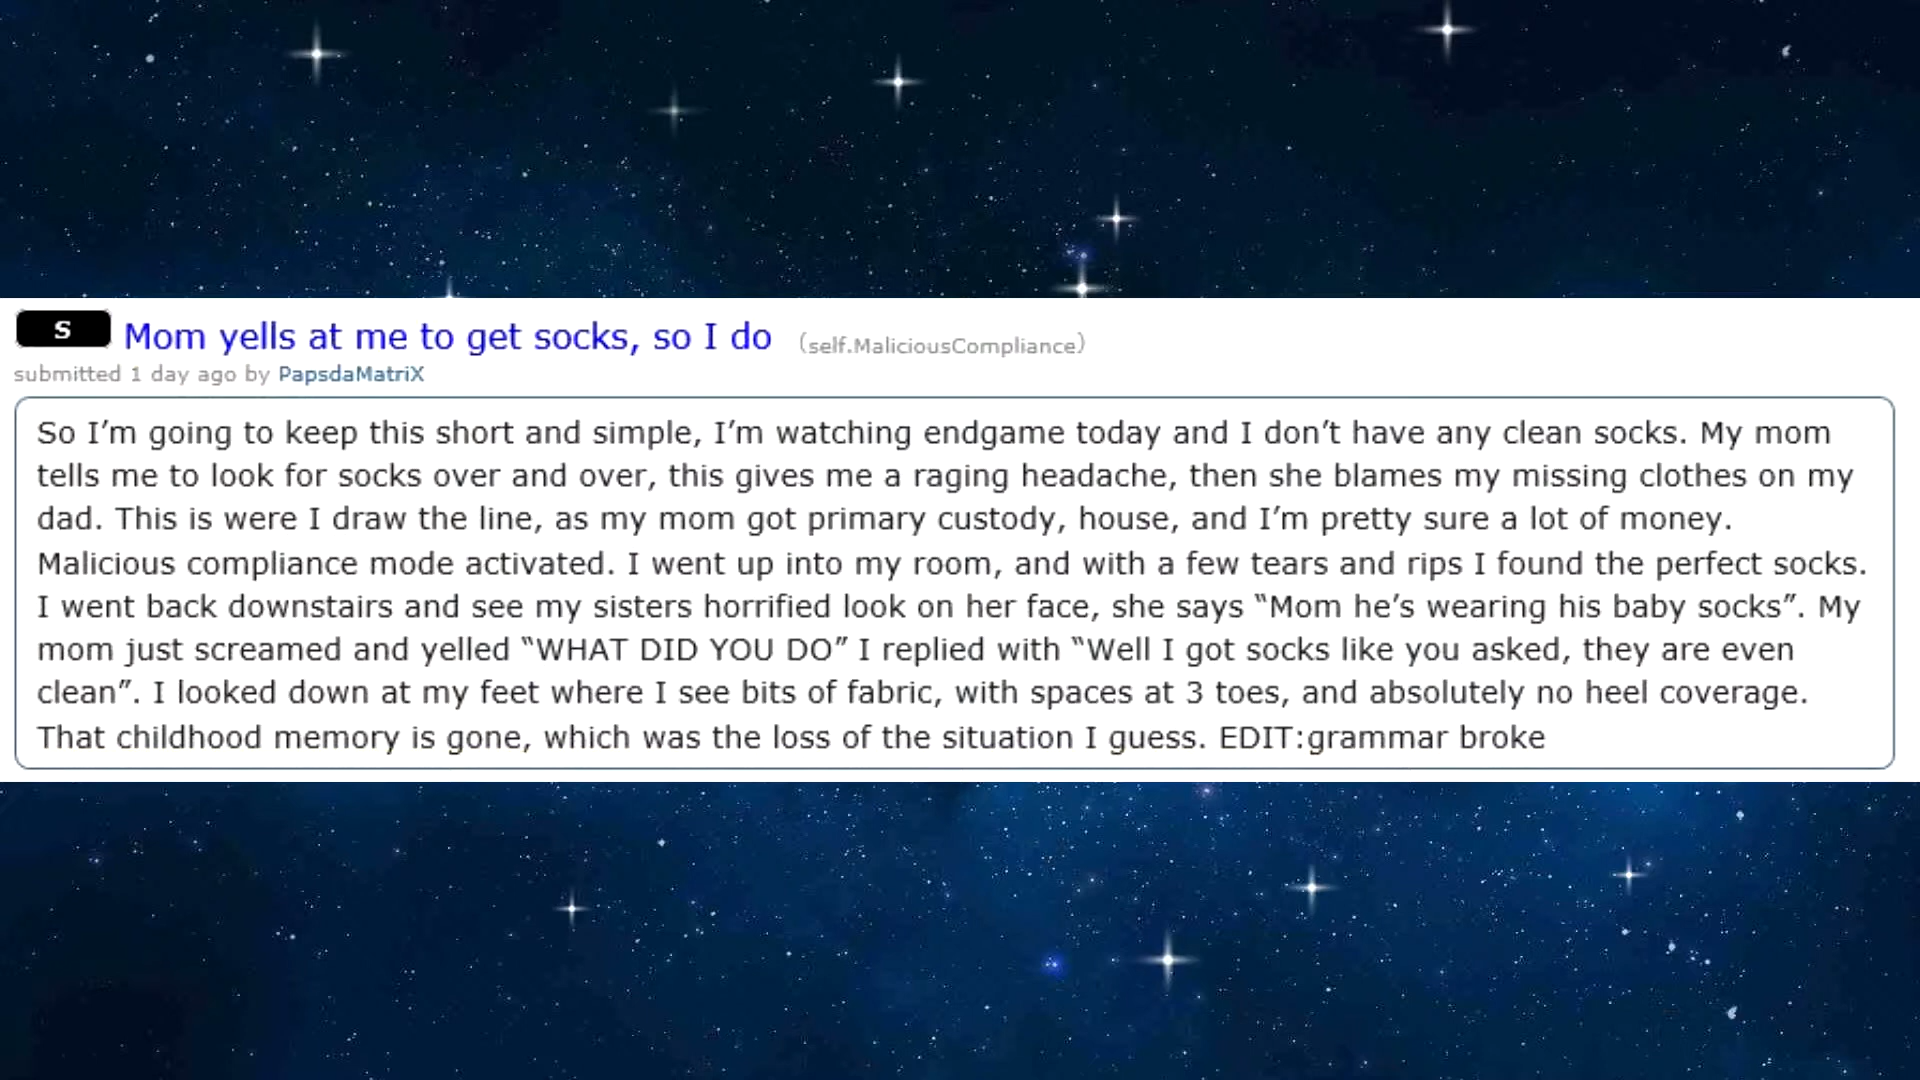 S Mom yells at me to get socks, so I do (self.MaliciousCompliance)
submitted 1 day ago by PapsdaMatriX
So I’m going to keep this short and simple, I’m watching endgame today and I don’t have any clean socks. My mom
tells me to look for socks over and over, this gives me a raging headache, then she blames my missing clothes on my
dad. This is were I draw the line, as my mom got primary custody, house, and I’m pretty sure a lot of money.
Malicious compliance mode activated. I went up into my room, and with a few tears and rips I found the perfect socks.
I went back downstairs and see my sisters horrified look on her face, she says “Mom he’s wearing his baby socks”. My
mom just screamed and yelled “WHAT DID YOU DO” I replied with “Well I got socks like you asked, they are even
clean”. I looked down at my feet where I see bits of fabric, with spaces at 3 toes, and absolutely no heel coverage.
That childhood memory is gone, which was the loss of the situation I guess. EDIT:grammar broke